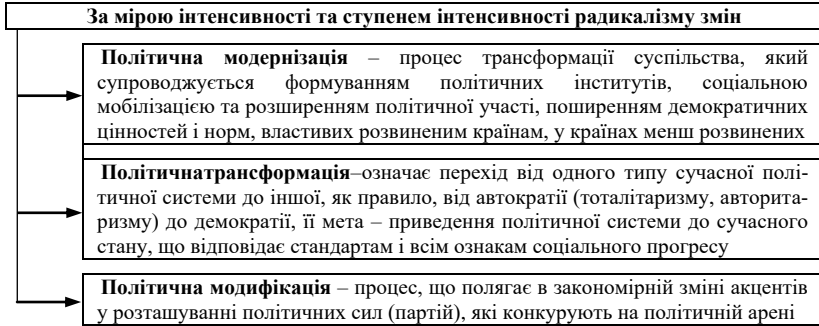 За мірою інтенсивності та ступенем інтенсивності радикалізму змін
Політична модернізація – процес трансформації суспільства, який
супроводжується формуванням політичних інститутів, соціальною
мобілізацією та розширенням політичної участі, поширенням демократичних
цінностей і норм, властивих розвиненим країнам, у країнах менш розвинених
Політичнатрансформація–означає перехід від одного типу сучасної полі-
тичної системи до іншої, як правило, від автократії (тоталітаризму, авторита-
ризму) до демократії, її мета – приведення політичної системи до сучасного
стану, що відповідає стандартам і всім ознакам соціального прогресу
Політична модифікація – процес, що полягає в закономірній зміні акцентів
у розташуванні політичних сил (партій), які конкурують на політичній арені